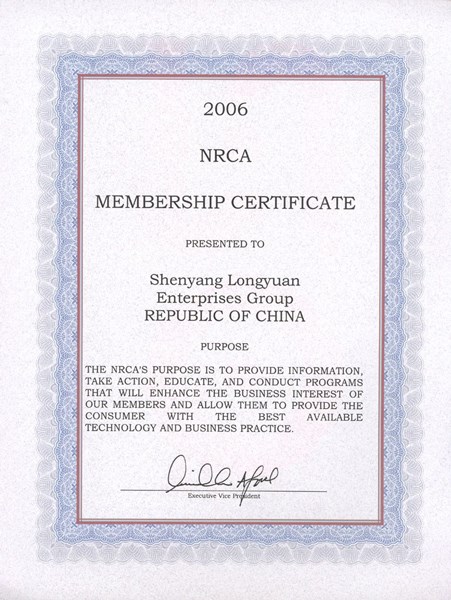 2006
NRCA
MEMBERSHIP CERTIFICATE
PRESENTED TO
Shenyang Longyuan
Enterprises Group
REPUBLIC OF CHINA
PURPOSE
THE NRCA'S PURPOSE IS TO PROVIDE INFORMATION,
TAKE ACTION, EDUCATE, AND CONDUCT PROGRAMS
THAT WILL ENHANCE THE BUSINESS INTEREST OF
OUR MEMBERS AND ALLOW THEM TO PROVIDE THE
CONSUMER WITH THE BEST AVAILABLE
TECHNOLOGY AND BUSINESS PRACTICE.
Executive Vice President